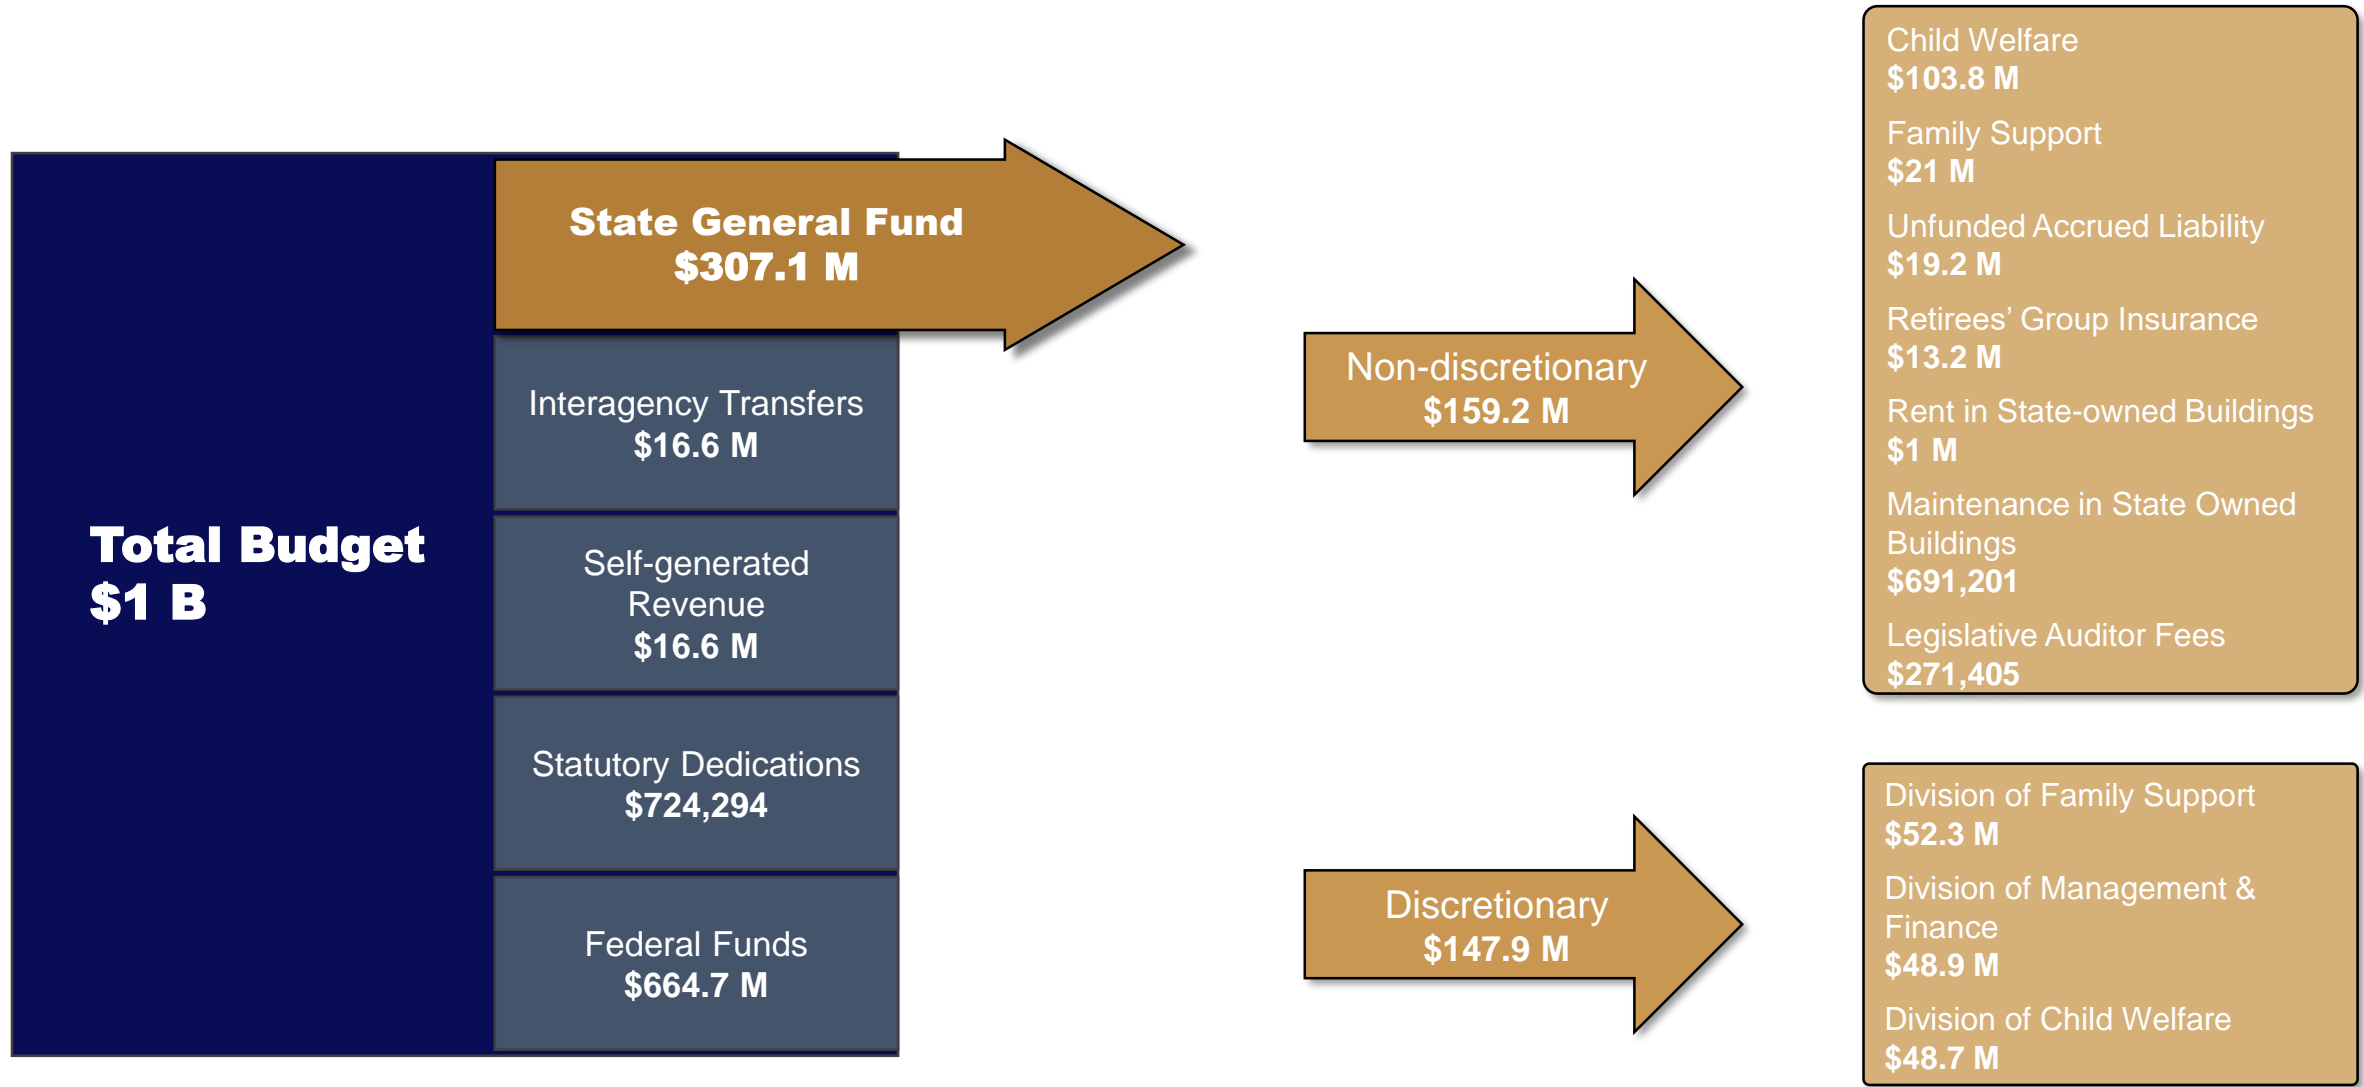 Total Budget
$1 B
State General Fund
$307.1 M
Interagency Transfers
$16.6 M
Self-generated
Revenue
$16.6 M
Statutory Dedications
$724,294
Federal Funds
$664.7 M
Non-discretionary
$159.2 M
Discretionary
$147.9 M
Child Welfare
$103.8 M
Family Support
$21 M
Unfunded Accrued Liability
$19.2 M
Retirees’ Group Insurance
$13.2 M
Rent in State-owned Buildings
$1 M
Maintenance in State Owned
Buildings
$691,201
Legislative Auditor Fees
$271,405
Division of Family Support
$52.3 M
Division of Management &
Finance
$48.9 M
Division of Child Welfare
$48.7 M